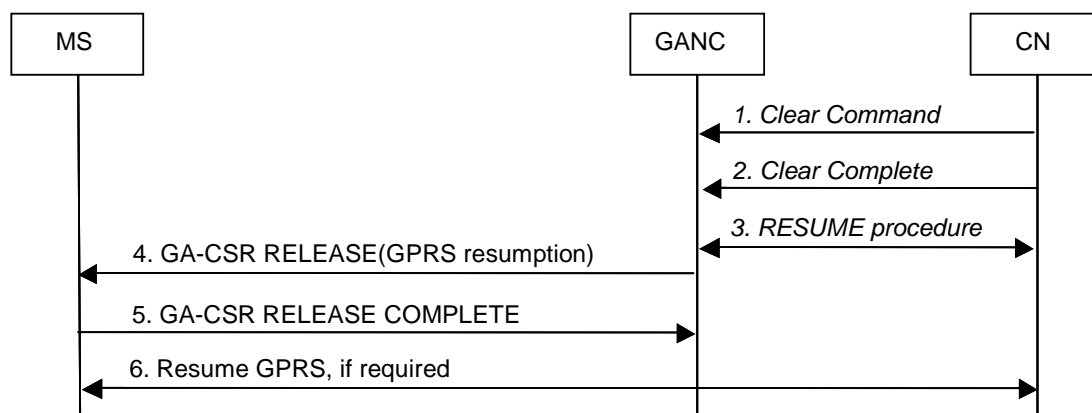 MS
GANC
CN
1. Clear Command
2. Clear Complete
3. RESUME procedure
4. GA-CSR RELEASE(GPRS resumption)
5. GA-CSR RELEASE COMPLETE
6. Resume GPRS, if required